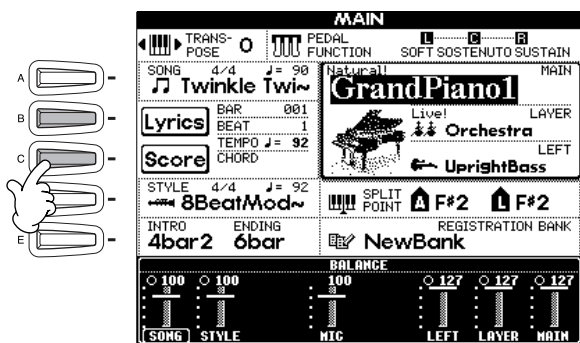 MAIN
TRANS-
POSE 0
PEDAL
FUNCTION
L C R
SOFT SOSTENUTO SUSTAIN
SONG 4/4 ♩= 90
Twinkle Twi~
Natural! MAIN
GrandPiano1
Lyrics
BAR 001
BEAT 1
Live! LAYER
Orchestra
Score
TEMPO ♩= 92
CHORD
LEFT
UprightBass
STYLE 4/4 ♩= 92
8BeatMod~
SPLIT
POINT A F#2 L F#2
INTRO ENDING
4bar2 6bar
REGISTRATION BANK
NewBank
BALANCE
100 100 100 127 127 127
SONG STYLE MIC LEFT LAYER MAIN
A
B
C
E